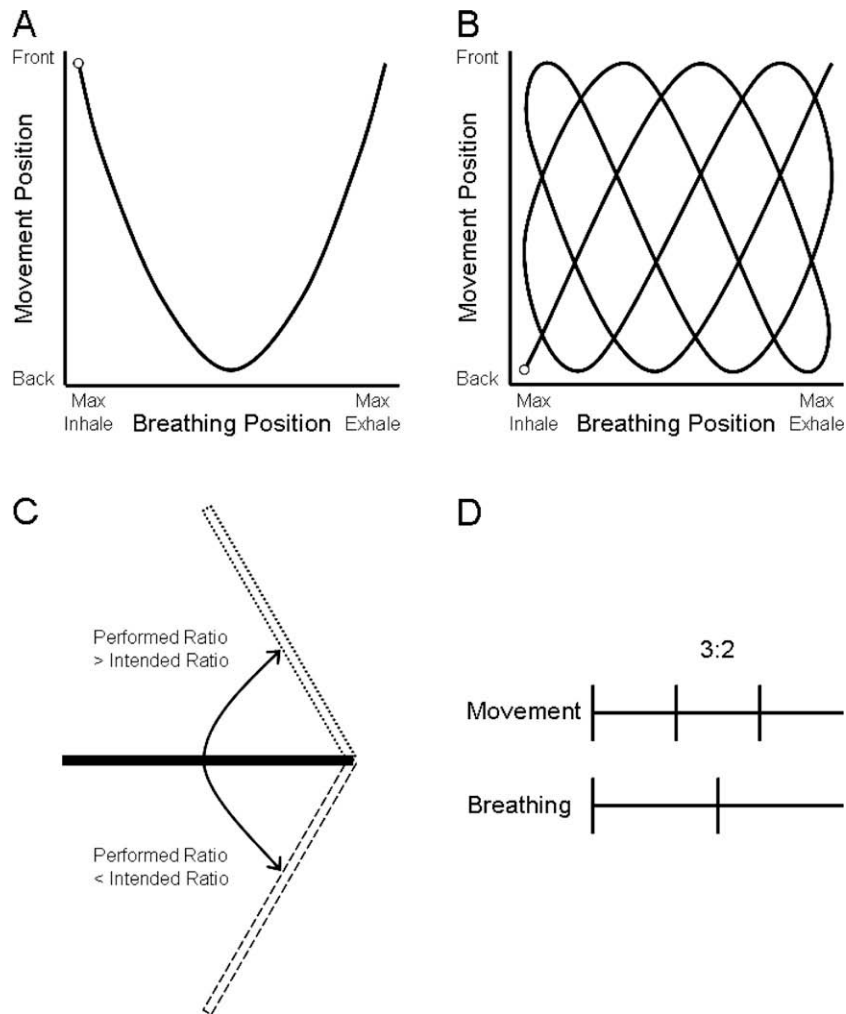 A
Front
Movement Position
Back
Max
Inhale
Breathing Position
Max
Exhale
B
Front
Movement Position
Back
Max
Inhale
Breathing Position
Max
Exhale
C
Performed Ratio
> Intended Ratio
Performed Ratio
< Intended Ratio
D
3:2
Movement
Breathing